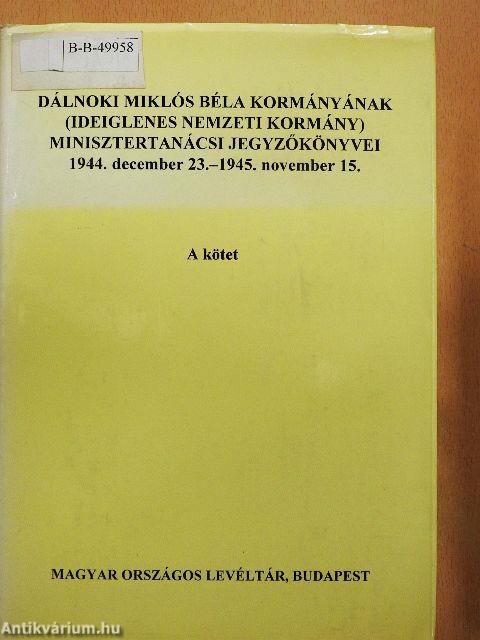 B-B-49958
DÁLNOKI MIKLÓS BÉLA KORMÁNYÁNAK
(IDEIGLENES NEMZETI KORMÁNY)
MINISZTERTANÁCSI JEGYZŐKÖNYVEI
1944. december 23.–1945. november 15.
A kötet
MAGYAR ORSZÁGOS LEVÉLTÁR, BUDAPEST
Antikvárium.hu